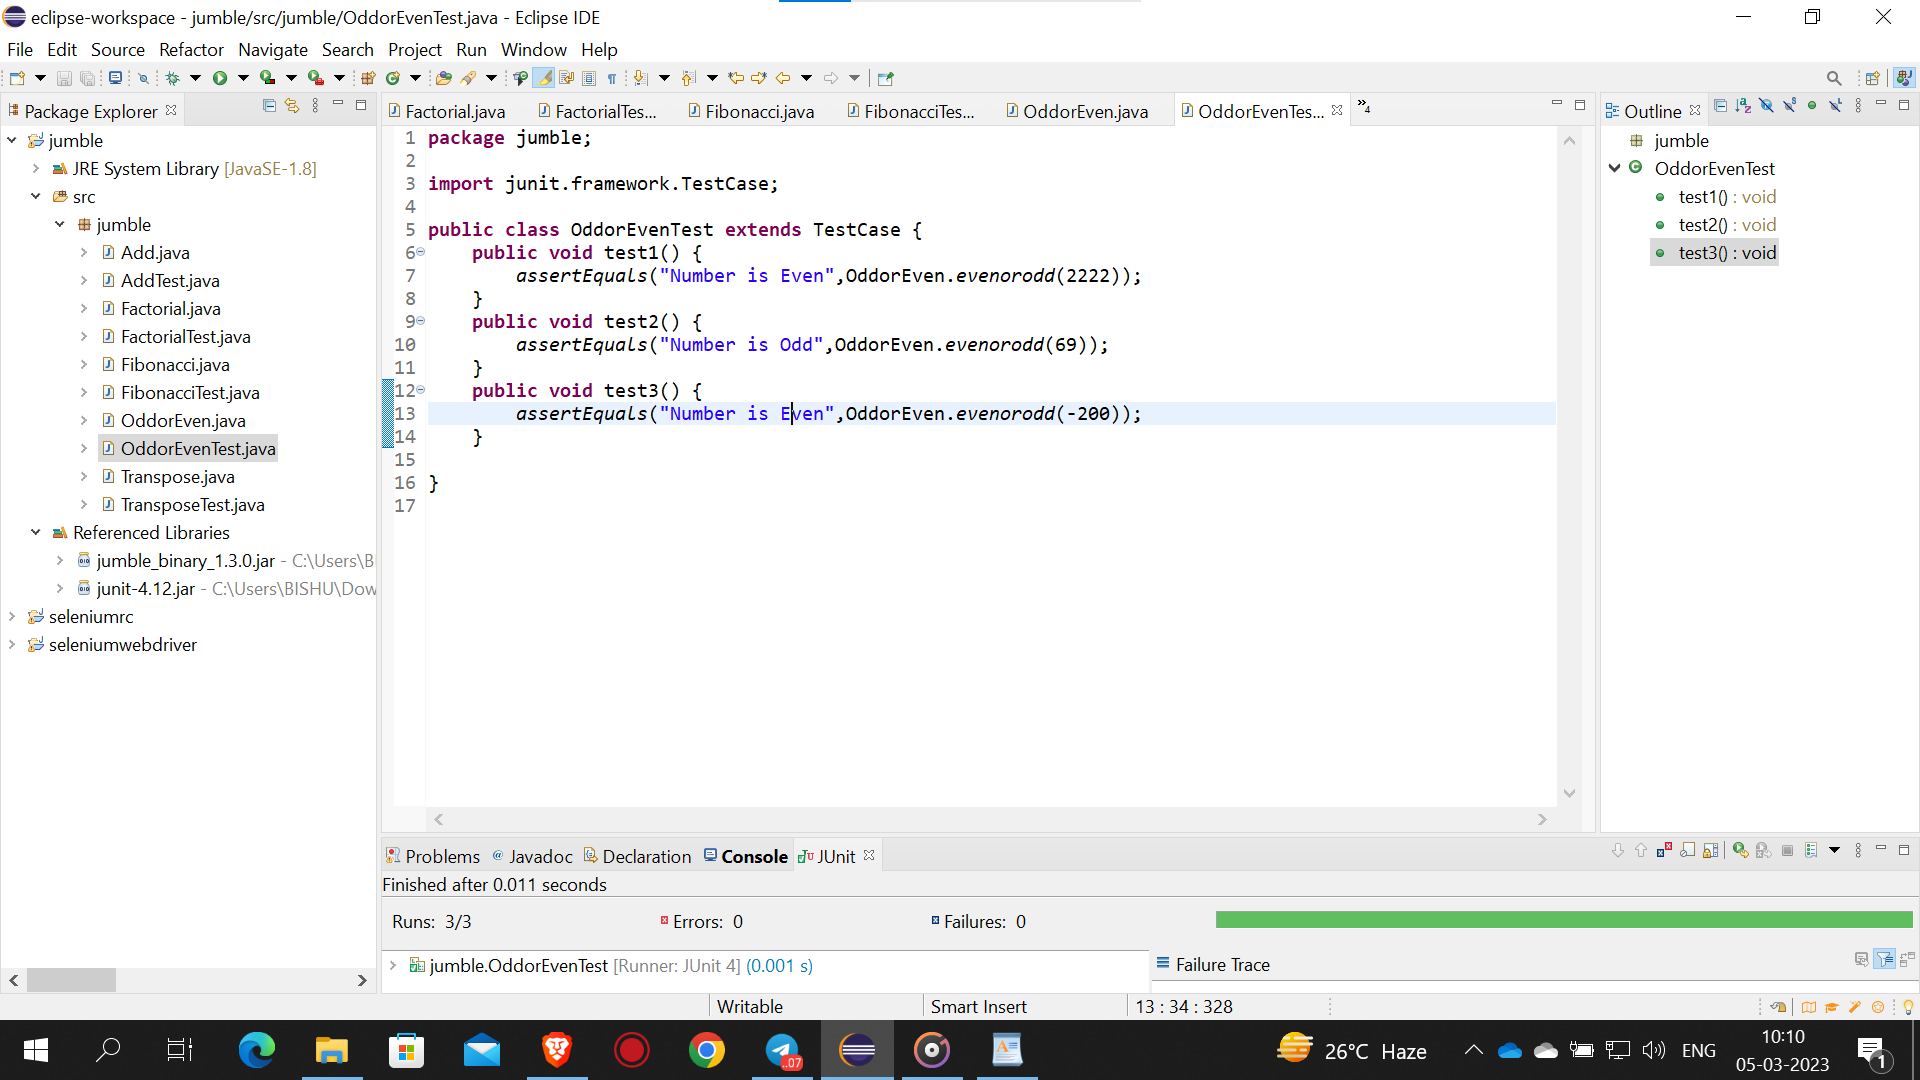 eclipse-workspace - jumble/src/jumble/OddorEvenTest.java - Eclipse IDE
File Edit Source Refactor Navigate Search Project Run Window Help
Package Explorer
jumble
JRE System Library [JavaSE-1.8]
src
jumble
Add.java
AddTest.java
Factorial.java
FactorialTest.java
Fibonacci.java
FibonacciTest.java
OddorEven.java
OddorEvenTest.java
Transpose.java
TransposeTest.java
Referenced Libraries
jumble_binary_1.3.0.jar - C:\Users\B
junit-4.12.jar - C:\Users\BISHU\Dow
seleniumrc
seleniumwebdriver
Factorial.java FactorialTes... Fibonacci.java FibonacciTes... OddorEven.java OddorEvenTes... »4
1 package jumble;
2
3 import junit.framework.TestCase;
4
5 public class OddorEvenTest extends TestCase {
6 public void test1() {
7 assertEquals("Number is Even",OddorEven.evenorodd(2222));
8 }
9 public void test2() {
10 assertEquals("Number is Odd",OddorEven.evenorodd(69));
11 }
12 public void test3() {
13 assertEquals("Number is Even",OddorEven.evenorodd(-200));
14 }
15
16 }
17
Outline
jumble
OddorEvenTest
test1() : void
test2() : void
test3() : void
Problems @ Javadoc Declaration Console JUnit
Finished after 0.011 seconds
Runs: 3/3 Errors: 0 Failures: 0
jumble.OddorEvenTest [Runner: JUnit 4] (0.001 s)
Failure Trace
Writable Smart Insert 13 : 34 : 328
..07
26°C Haze
ENG
10:10
05-03-2023
1